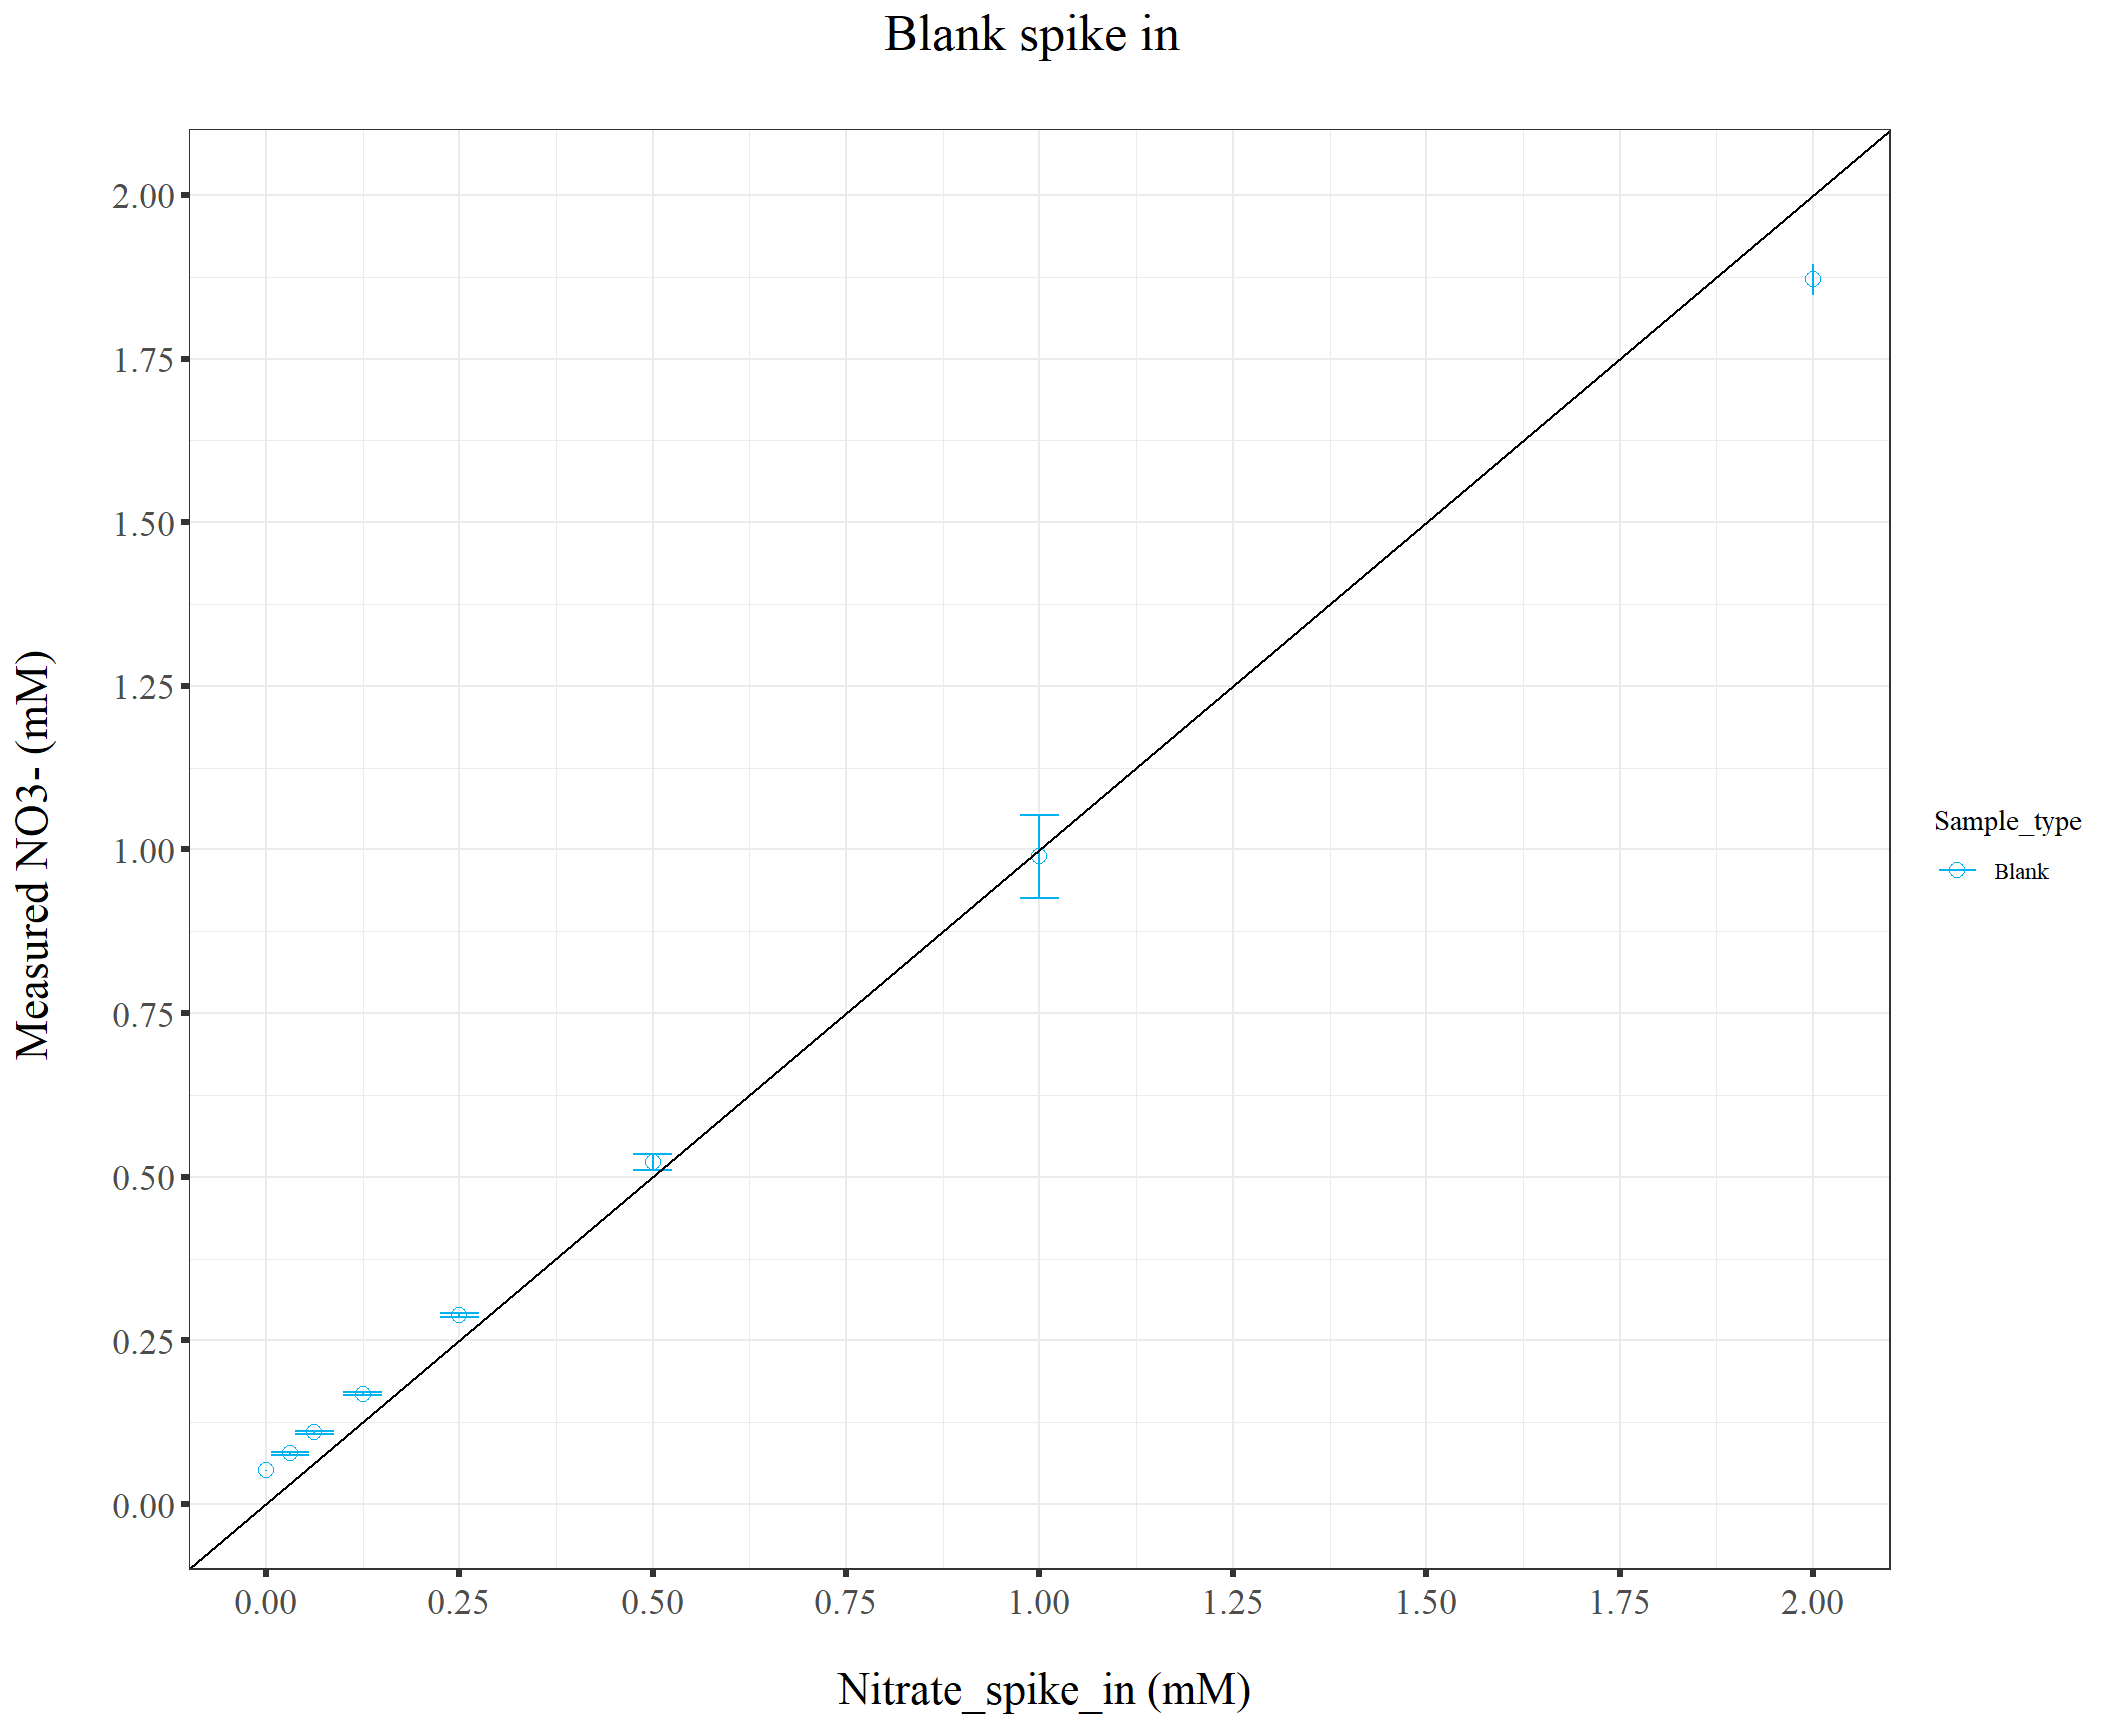 Blank spike in
2.00
1.75
1.50
1.25
1.00
0.75
0.50
0.25
0.00
Measured NO3- (mM)
0.00 0.25 0.50 0.75 1.00 1.25 1.50 1.75 2.00
Nitrate_spike_in (mM)
Sample_type
Blank